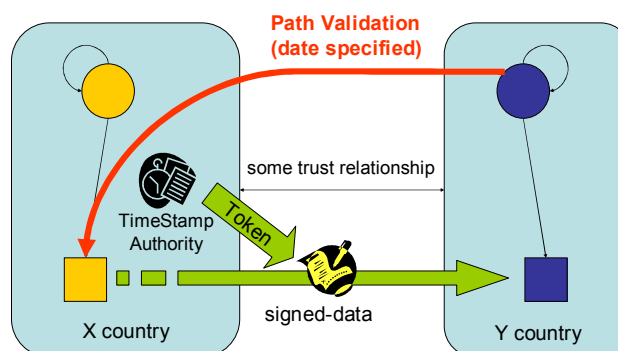 Path Validation
(date specified)
some trust relationship
TimeStamp
Authority
Token
signed-data
X country
Y country